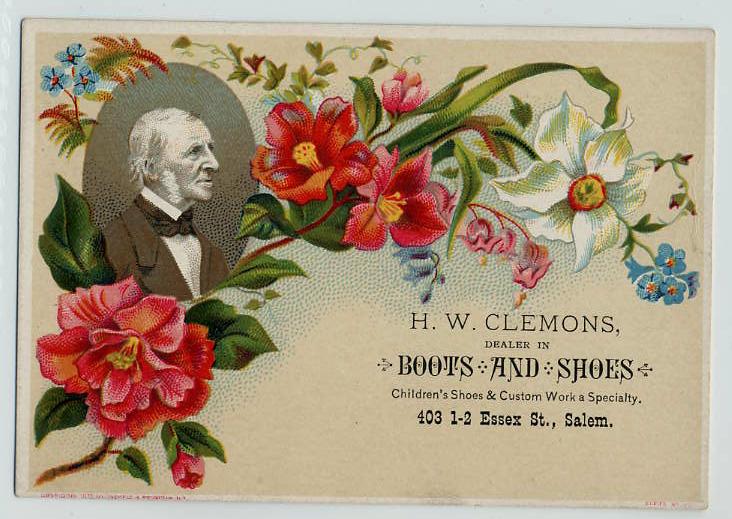 H. W. CLEMONS,
DEALER IN
BOOTS AND SHOES
Children's Shoes & Custom Work a Specialty.
403 1-2 Essex St., Salem.